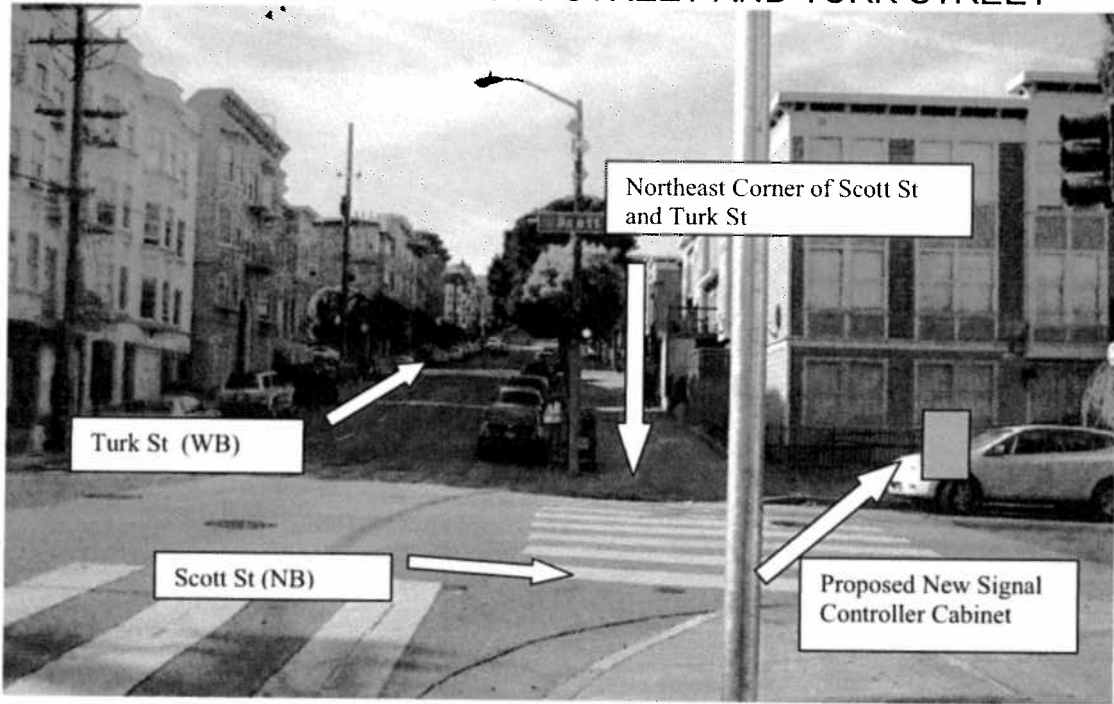 STREET AND TURK STREET
Northeast Corner of Scott St
and Turk St
Turk St (WB)
Scott St (NB)
Proposed New Signal
Controller Cabinet